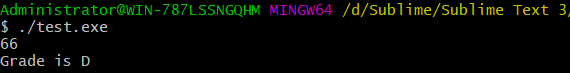 Administrator@WIN-787LSSNGQHM MINGW64 /d/Sublime/Sublime Text 3/
$ ./test.exe
66
Grade is D